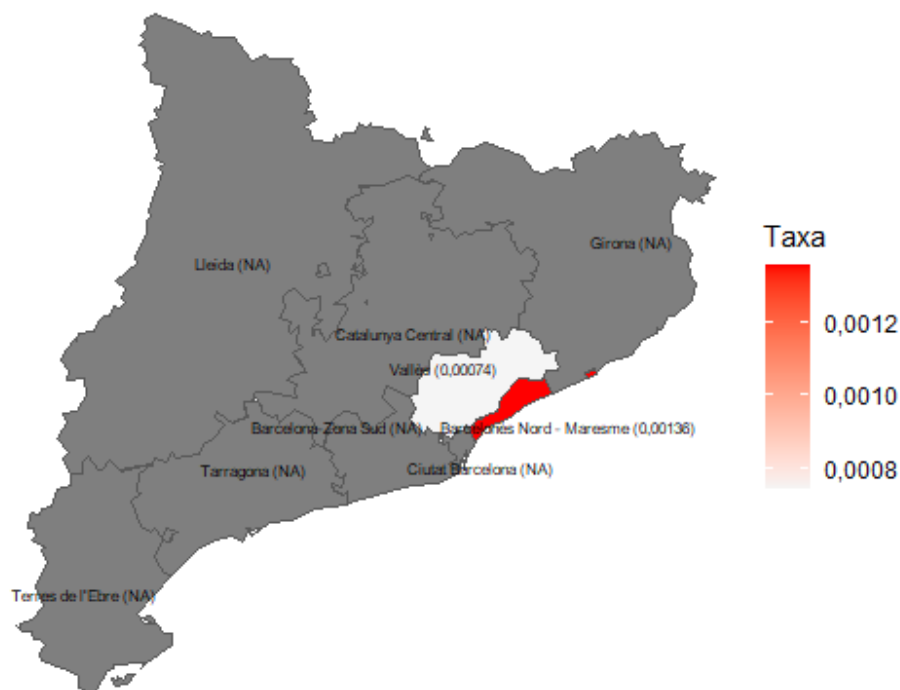 Girona (NA)
Lleida (NA)
Catalunya Central (NA)
Vallès (0,00074)
Barcelona-Zona Sud (NA)
Barcelonès Nord - Maresme (0,00136)
Tarragona (NA)
Ciutat Barcelona (NA)
Terres de l'Ebre (NA)
Taxa
0,0012
0,0010
0,0008